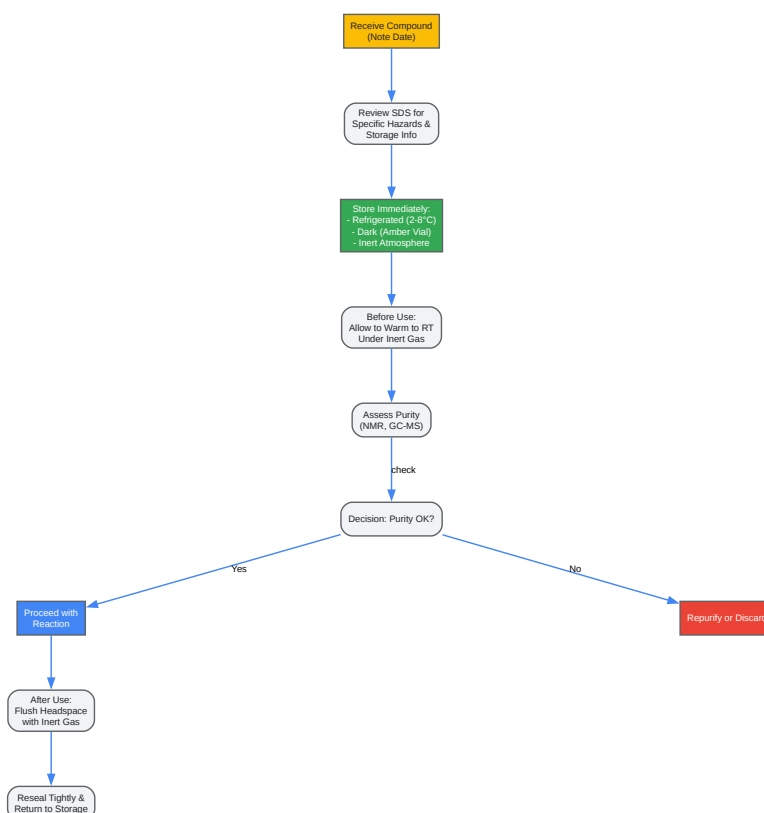 Receive Compound
(Note Date)
Review SDS for
Specific Hazards &
Storage Info
Store Immediately:
- Refrigerated (2-8°C)
- Dark (Amber Vial)
- Inert Atmosphere
Before Use:
Allow to Warm to RT
Under Inert Gas
Assess Purity
(NMR, GC-MS)
check
Decision: Purity OK?
Yes
No
Proceed with
Reaction
Repurify or Discard
After Use:
Flush Headspace
with Inert Gas
Reseal Tightly &
Return to Storage